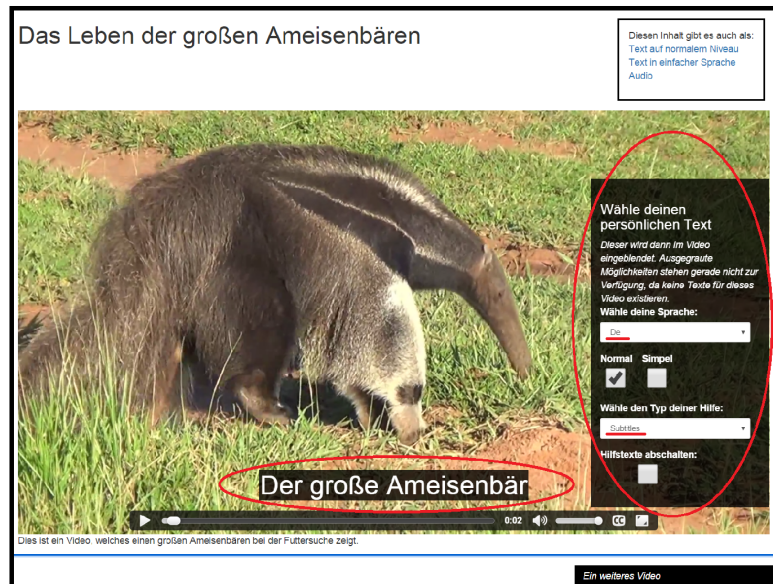 Das Leben der großen Ameisenbären
Diesen Inhalt gibt es auch als:
Text auf normalem Niveau
Text in einfacher Sprache
Audio
Wähle deinen
persönlichen Text
Dieser wird dann im Video
eingeblendet. Ausgegraute
Möglichkeiten stehen gerade nicht zur
Verfügung, da keine Texte für dieses
Video existieren.
Wähle deine Sprache:
De
Normal Simpel
Wähle den Typ deiner Hilfe:
Subtitles
Hilfstexte abschalten:
Der große Ameisenbär
0:02
CC
Dies ist ein Video, welches einen großen Ameisenbären bei der Futtersuche zeigt.
Ein weiteres Video